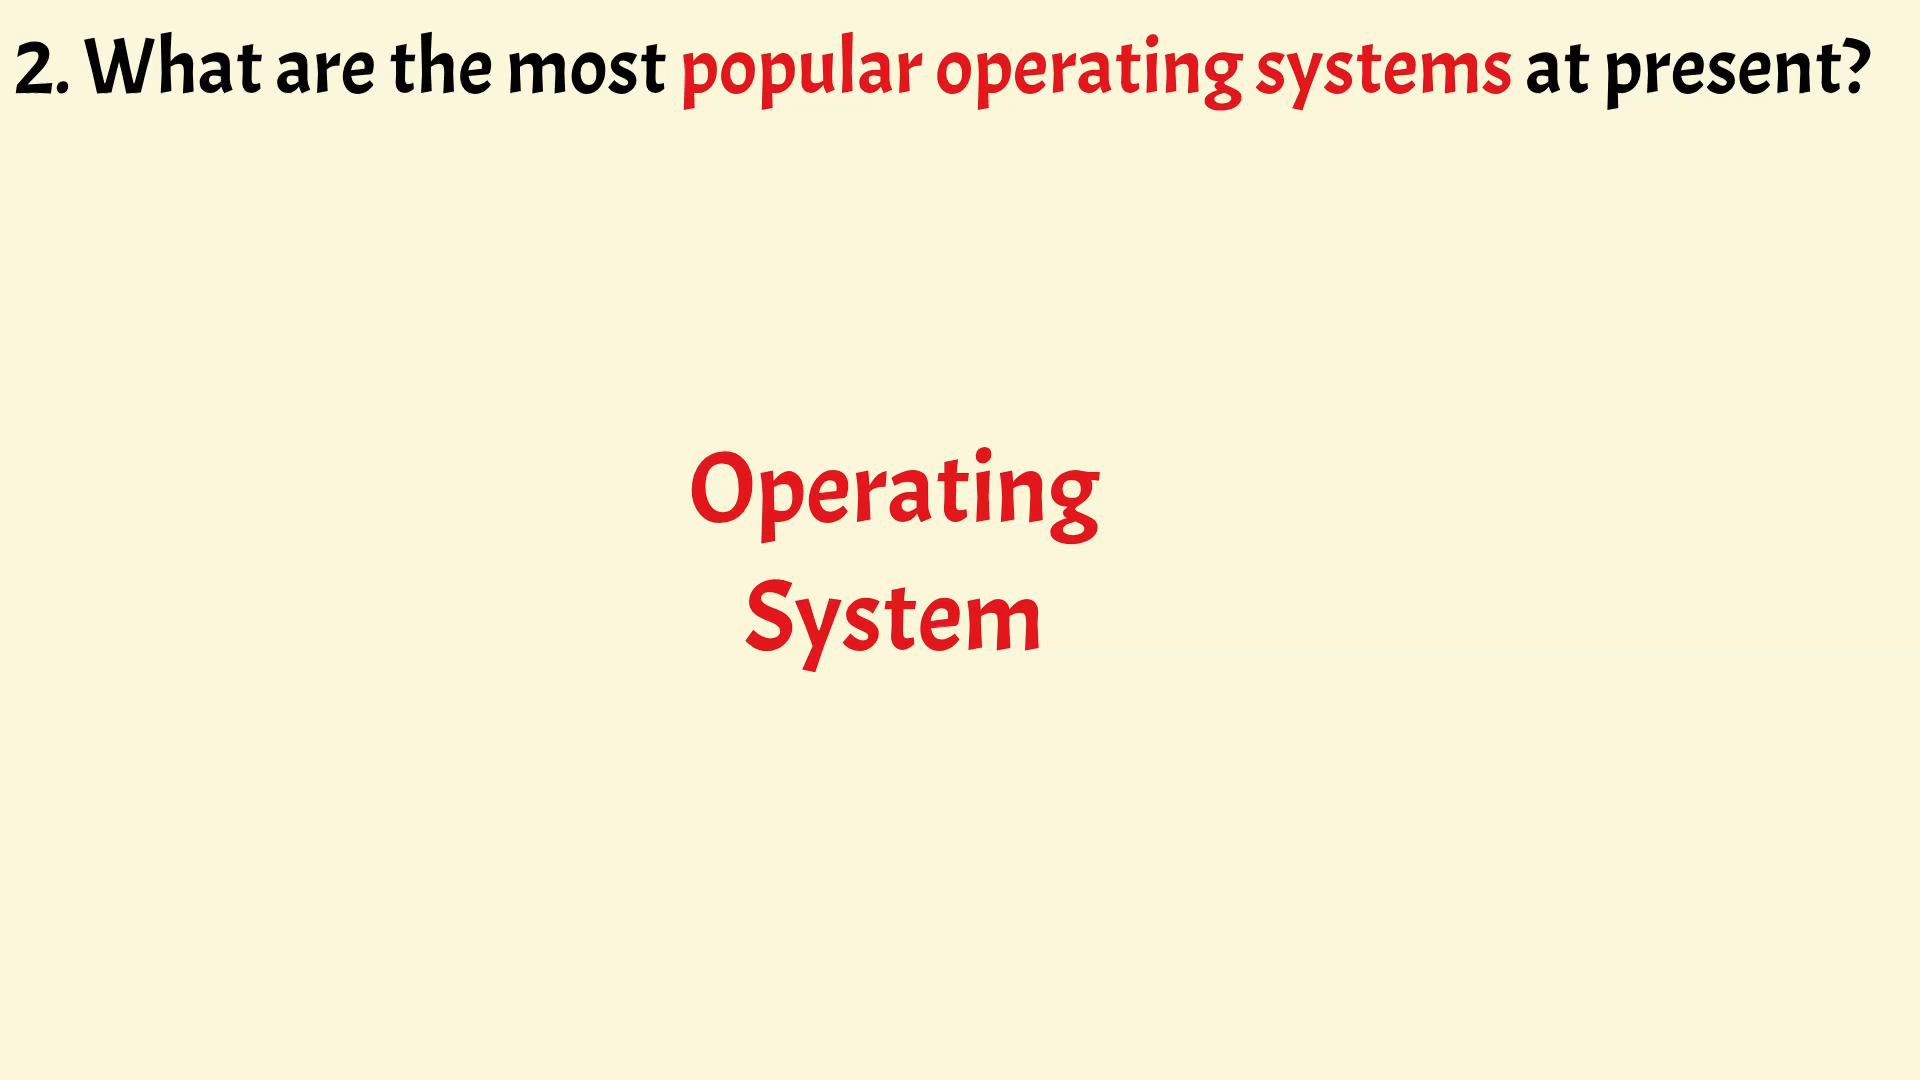 2. What are the most popular operating systems at present?
Operating
System